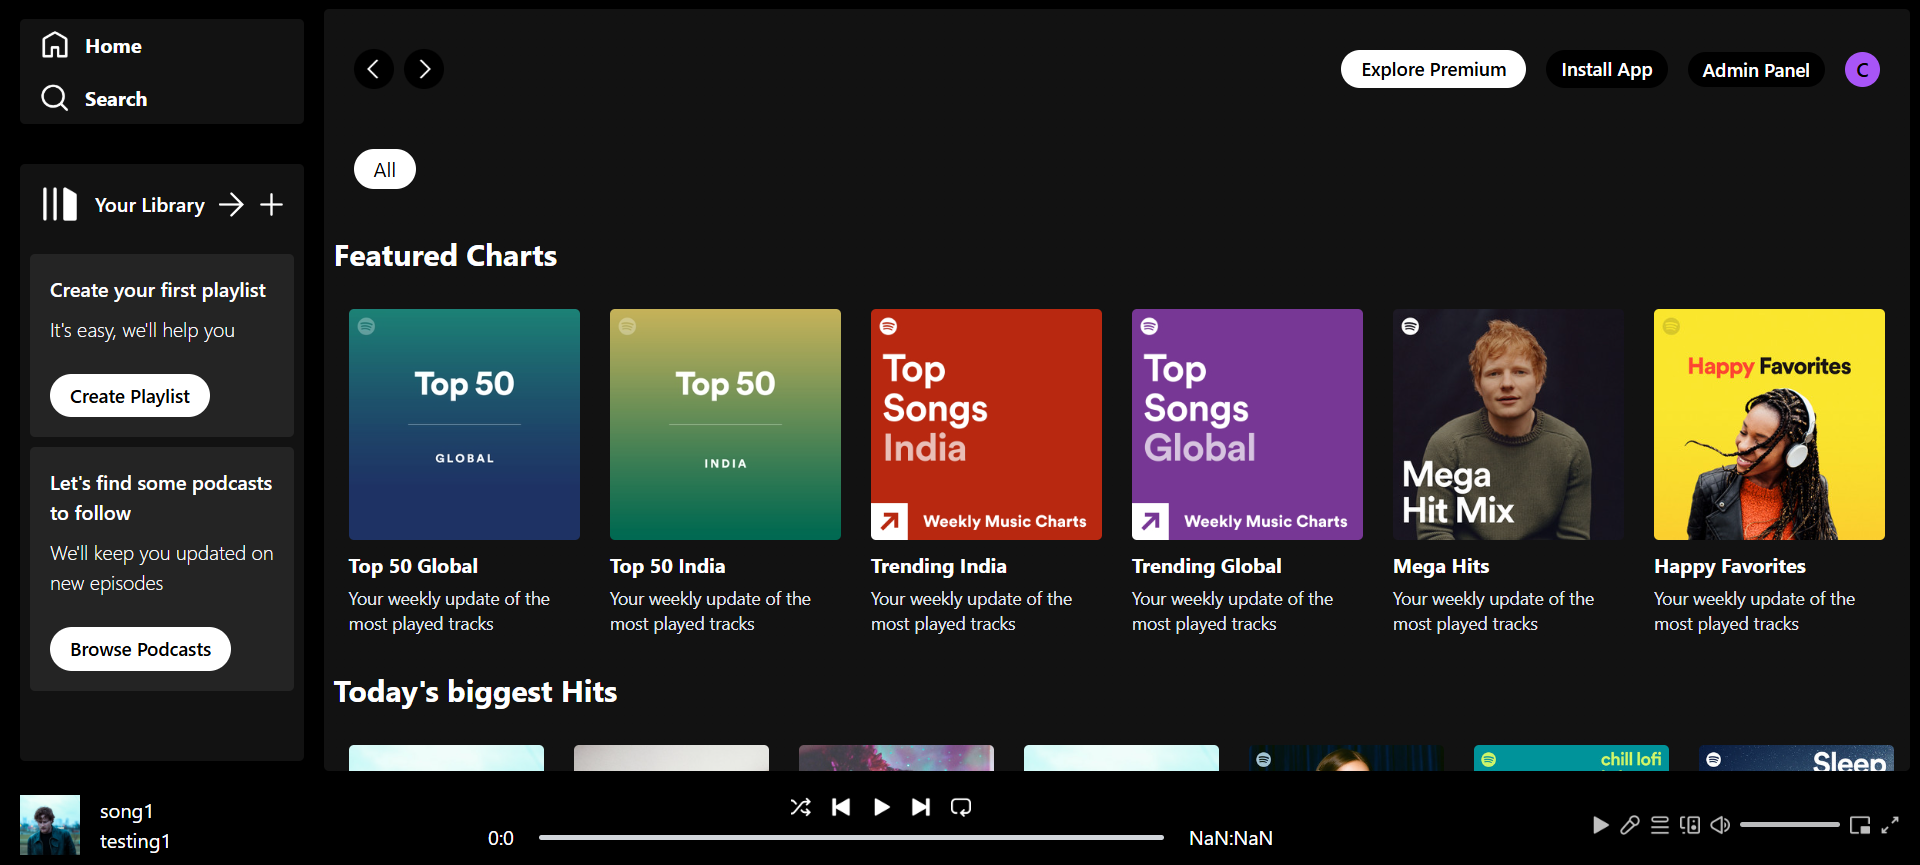 Home
Search
Your Library
Create your first playlist
It's easy, we'll help you
Create Playlist
Let's find some podcasts
to follow
We'll keep you updated on
new episodes
Browse Podcasts
Explore Premium
Install App
Admin Panel
C
All
Featured Charts
Top 50
GLOBAL
Top 50 Global
Your weekly update of the
most played tracks
Top 50
INDIA
Top 50 India
Your weekly update of the
most played tracks
Top
Songs
India
Weekly Music Charts
Trending India
Your weekly update of the
most played tracks
Top
Songs
Global
Weekly Music Charts
Trending Global
Your weekly update of the
most played tracks
Mega
Hit Mix
Mega Hits
Your weekly update of the
most played tracks
Happy Favorites
Happy Favorites
Your weekly update of the
most played tracks
Today's biggest Hits
chill lofi
Sleep
song1
testing1
0:0
NaN:NaN